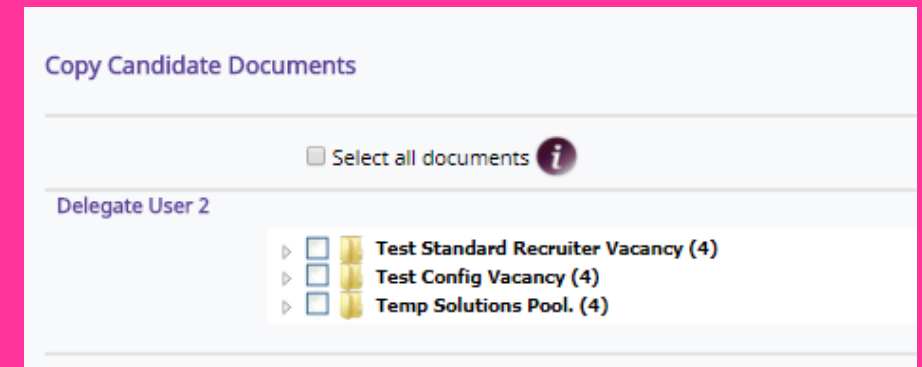 Copy Candidate Documents
Select all documents i
Delegate User 2
Test Standard Recruiter Vacancy (4)
Test Config Vacancy (4)
Temp Solutions Pool. (4)